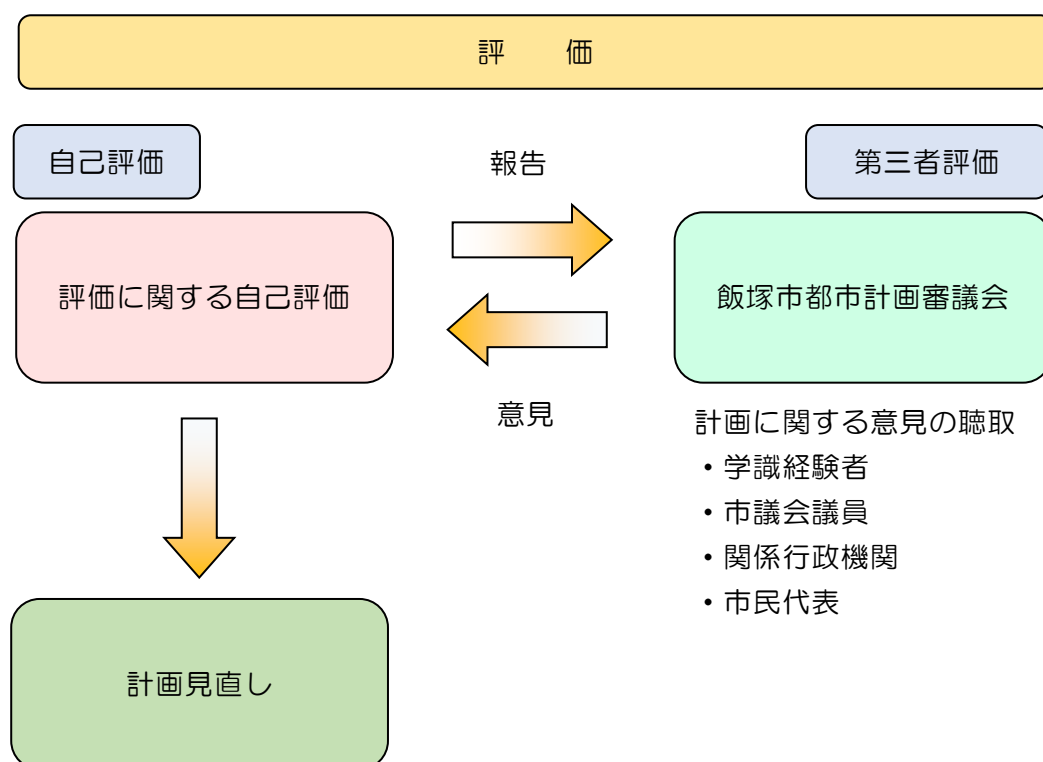 評　価
自己評価
報告
第三者評価
評価に関する自己評価
飯塚市都市計画審議会
意見
計画に関する意見の聴取
・学識経験者
・市議会議員
・関係行政機関
・市民代表
計画見直し